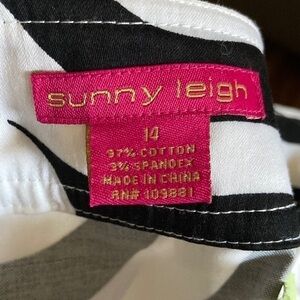 sunny leigh
14
97% COTTON
3% SPANDEX
MADE IN CHINA
RN# 109881